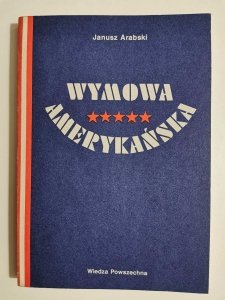 Janusz Arabski
WYMOWA
AMERYKAŃSKA
Wiedza Powszechna